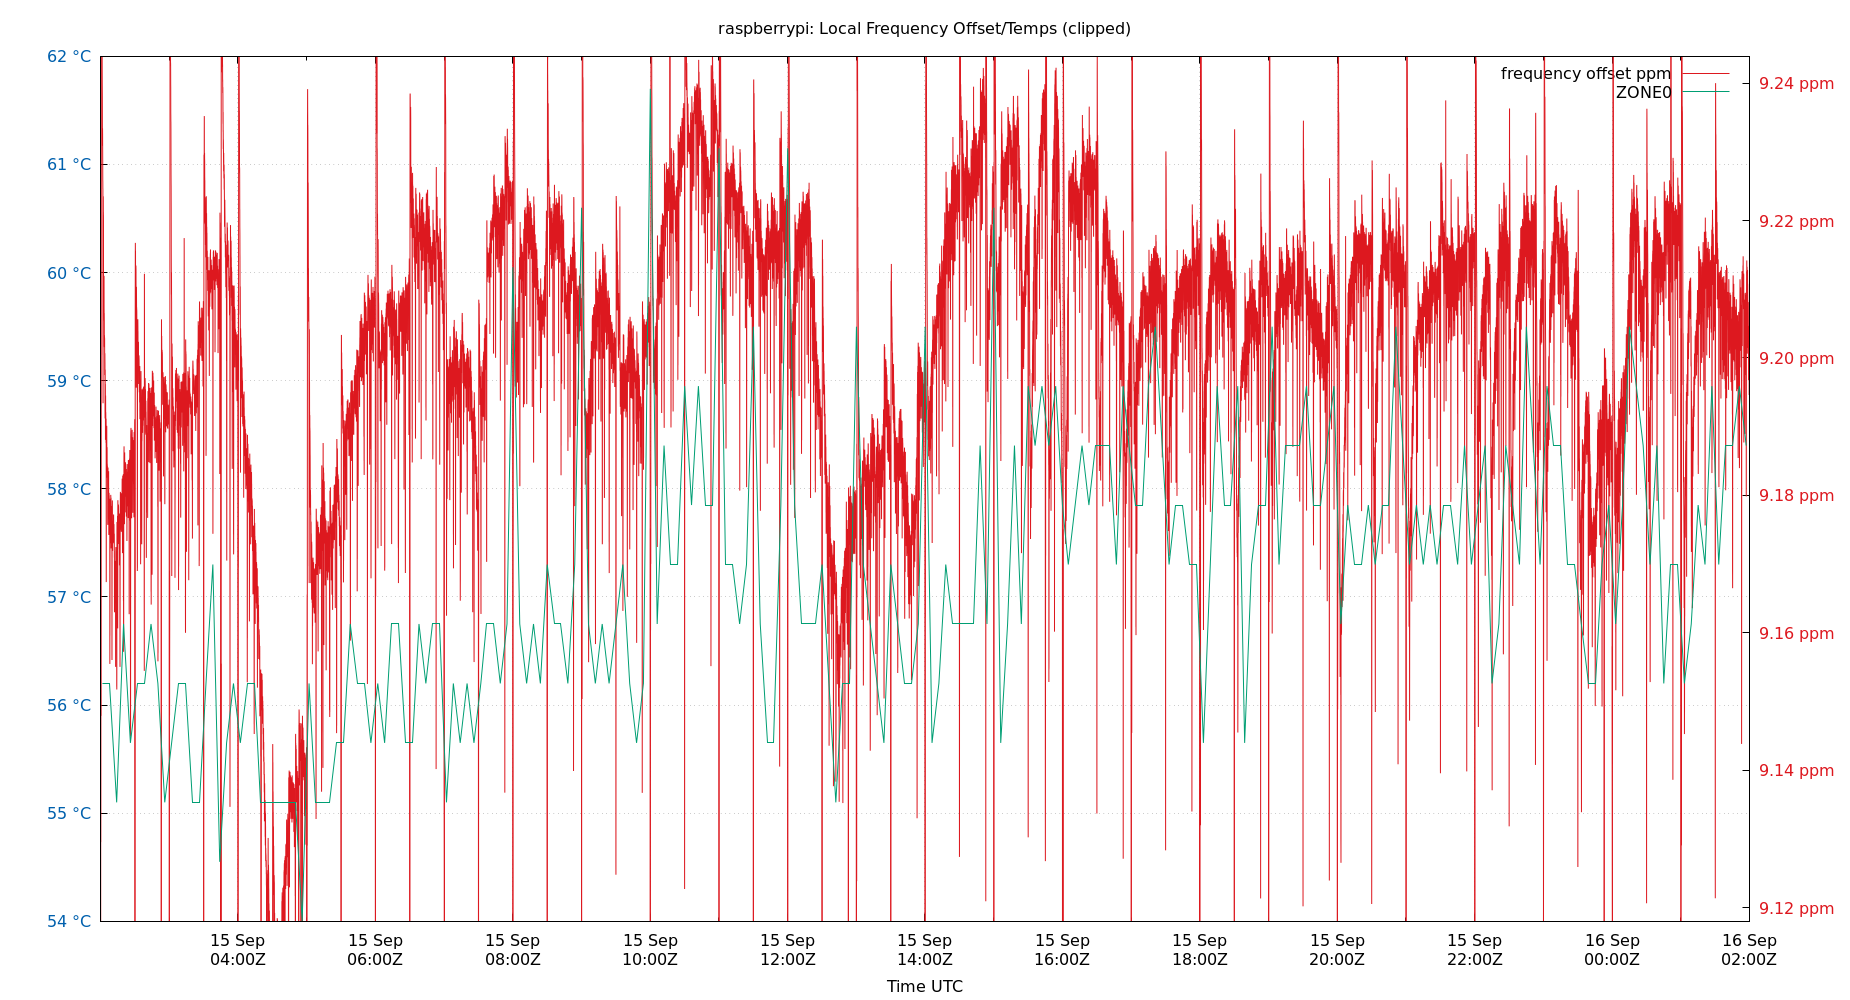 raspberrypi: Local Frequency Offset/Temps (clipped)
62 °C
61 °C
60 °C
59 °C
58 °C
57 °C
56 °C
55 °C
54 °C
frequency offset ppm
ZONE0
9.24 ppm
9.22 ppm
9.20 ppm
9.18 ppm
9.16 ppm
9.14 ppm
9.12 ppm
15 Sep
04:00Z
15 Sep
06:00Z
15 Sep
08:00Z
15 Sep
10:00Z
15 Sep
12:00Z
15 Sep
14:00Z
15 Sep
16:00Z
15 Sep
18:00Z
15 Sep
20:00Z
15 Sep
22:00Z
16 Sep
00:00Z
16 Sep
02:00Z
Time UTC